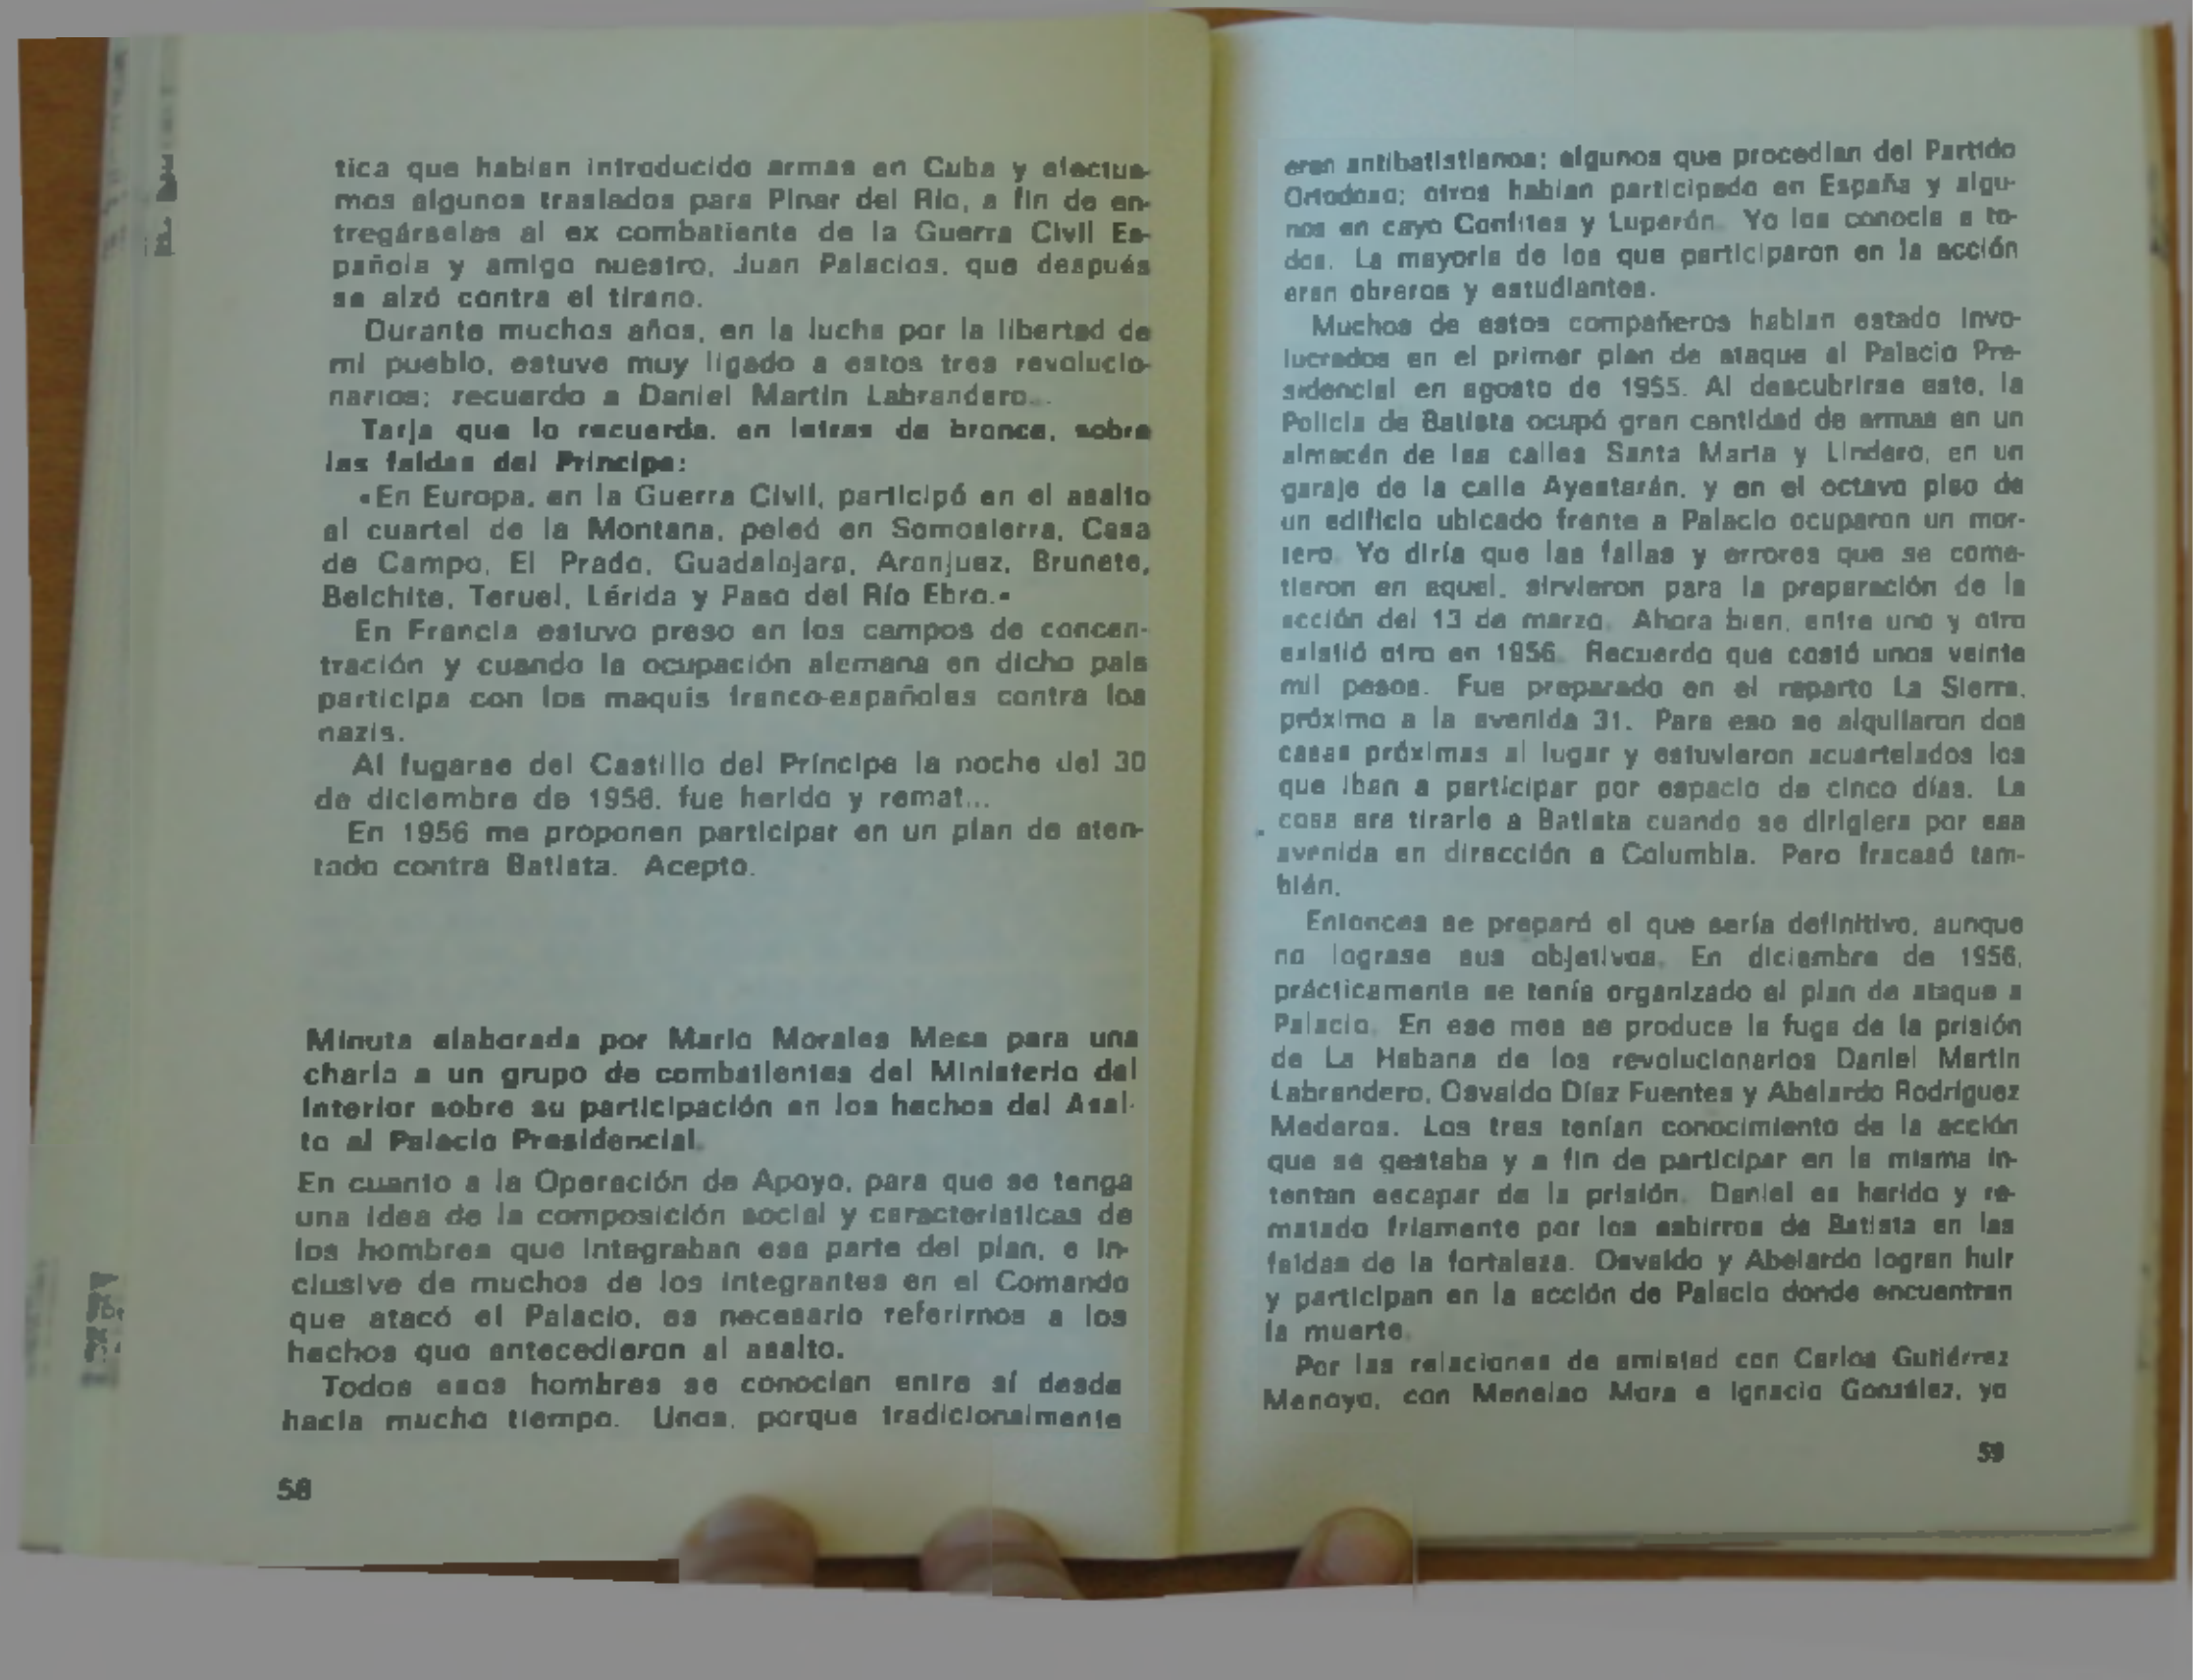 tica que habían introducido armas en Cuba y efectua-
mos algunos traslados para Pinar del Río, a fin de en-
tregárselas al ex combatiente de la Guerra Civil Es-
pañola y amigo nuestro, Juan Palacios, que después
se alzó contra el tirano.
Durante muchos años, en la lucha por la libertad de
mi pueblo, estuve muy ligado a estos tres revolucio-
narios; recuerdo a Daniel Martín Labrandero...
Tarja que lo recuerda, en letras de bronce, sobre
las faldas del Príncipe:
«En Europa, en la Guerra Civil, participó en el asalto
al cuartel de la Montana, peleó en Somosierra, Casa
de Campo, El Prado, Guadalajara, Aranjuez, Brunete,
Belchite, Teruel, Lérida y Paso del Río Ebro.»
En Francia estuvo preso en los campos de concen-
tración y cuando la ocupación alemana en dicho país
participa con los maquis franco-españoles contra los
nazis.
Al fugarse del Castillo del Príncipe la noche del 30
de diciembre de 1956, fue herido y remat...
En 1956 me proponen participar en un plan de aten-
tado contra Batista. Acepto.
Minuta elaborada por Mario Morales Mesa para una
charla a un grupo de combatientes del Ministerio del
Interior sobre su participación en los hechos del Asal-
to al Palacio Presidencial.
En cuanto a la Operación de Apoyo, para que se tenga
una idea de la composición social y características de
los hombres que integraban esa parte del plan, e in-
clusive de muchos de los integrantes en el Comando
que atacó el Palacio, es necesario referirnos a los
hechos que antecedieron al asalto.
Todos esos hombres se conocían entre sí desde
hacía mucho tiempo. Unos, porque tradicionalmente
58
eran antibatistianos; algunos que procedían del Partido
Ortodoxo; otros habían participado en España y algu-
nos en cayo Confites y Luperón. Yo los conocía a to-
dos. La mayoría de los que participaron en la acción
eran obreros y estudiantes.
Muchos de estos compañeros habían estado invo-
lucrados en el primer plan de ataque al Palacio Pre-
sidencial en agosto de 1955. Al descubrirse este, la
Policía de Batista ocupó gran cantidad de armas en un
almacén de las calles Santa Marta y Lindero, en un
garaje de la calle Ayestarán, y en el octavo piso de
un edificio ubicado frente a Palacio ocuparon un mor-
tero. Yo diría que las fallas y errores que se come-
tieron en aquel, sirvieron para la preparación de la
acción del 13 de marzo. Ahora bien, entre uno y otro
existió otro en 1956. Recuerdo que costó unos veinte
mil pesos. Fue preparado en el reparto La Sierra,
próximo a la avenida 31. Para eso se alquilaron dos
casas próximas al lugar y estuvieron acuartelados los
que iban a participar por espacio de cinco días. La
cosa era tirarle a Batista cuando se dirigiera por esa
avenida en dirección a Columbia. Pero fracasó tam-
bién.
Entonces se preparó el que sería definitivo, aunque
no lograse sus objetivos. En diciembre de 1956,
prácticamente se tenía organizado el plan de ataque a
Palacio. En ese mes se produce la fuga de la prisión
de La Habana de los revolucionarios Daniel Martín
Labrandero, Osvaldo Díaz Fuentes y Abelardo Rodríguez
Mederos. Los tres tenían conocimiento de la acción
que se gestaba y a fin de participar en la misma in-
tentan escapar de la prisión. Daniel es herido y re-
matado fríamente por los esbirros de Batista en las
faldas de la fortaleza. Osvaldo y Abelardo logran huir
y participan en la acción de Palacio donde encuentran
la muerte.
Por las relaciones de amistad con Carlos Gutiérrez
Menoyo, con Menelao Mora e Ignacio González, yo
59